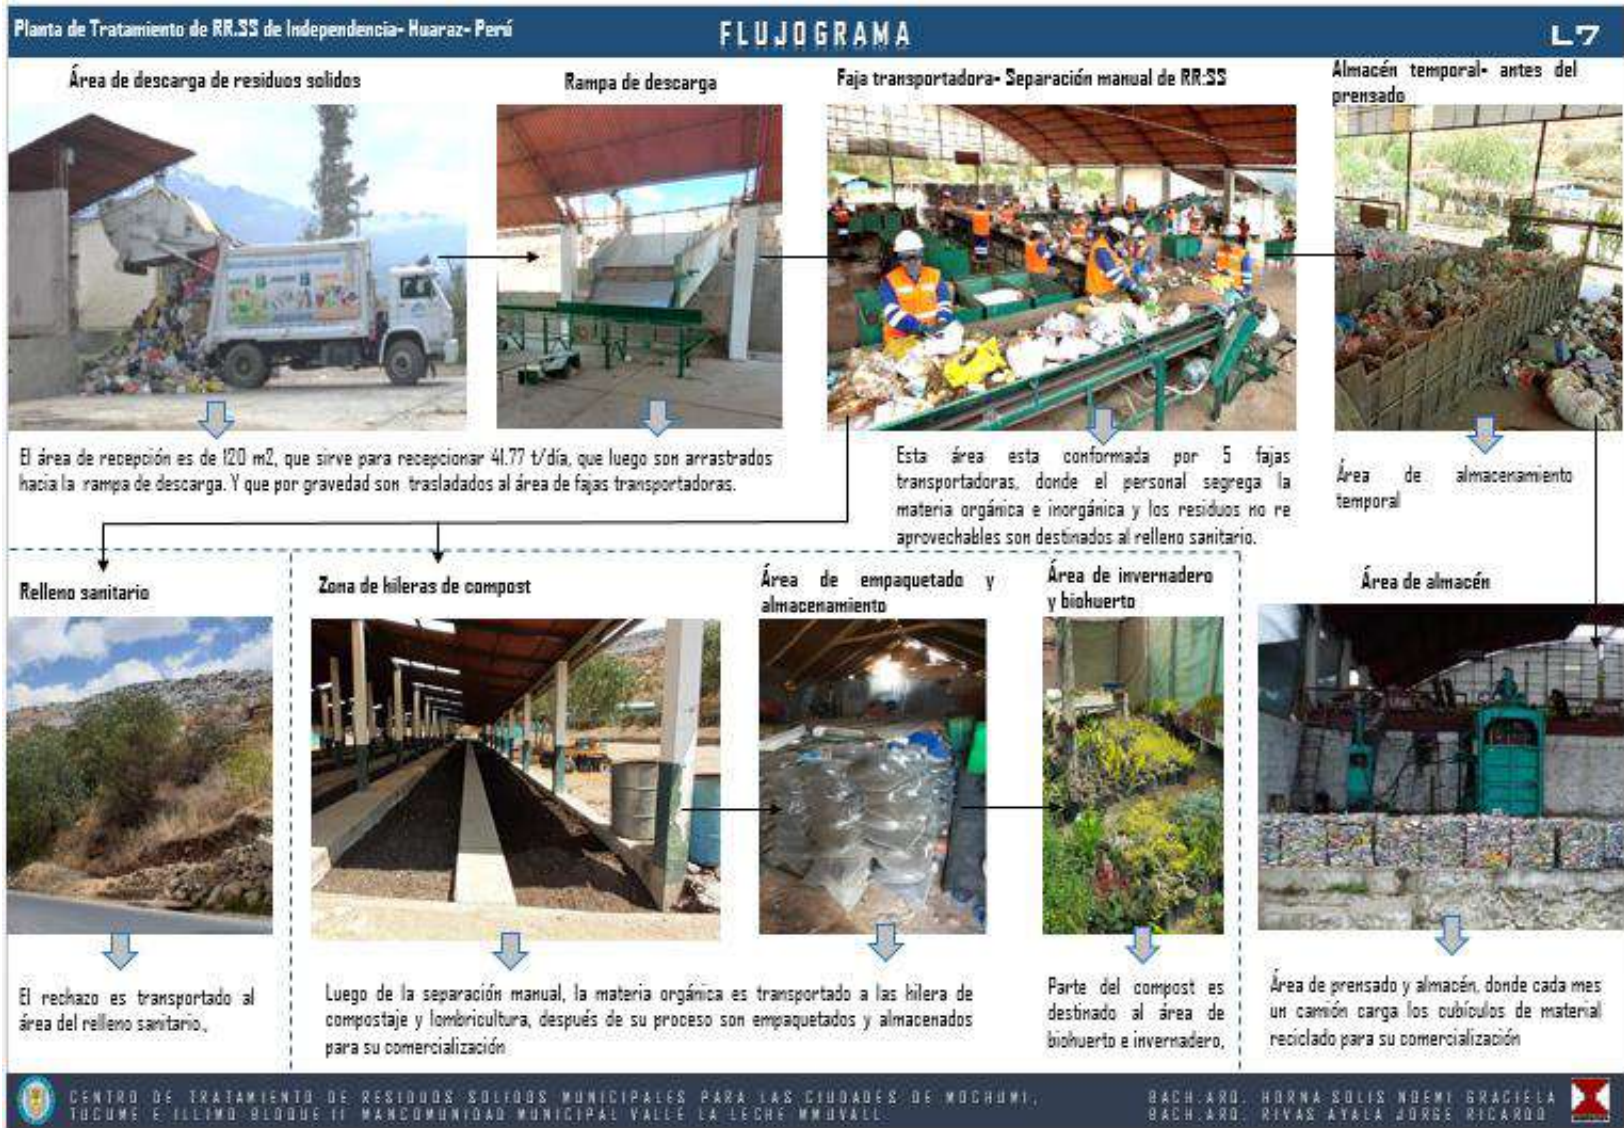 Planta de Tratamiento de RR.SS de Independencia- Huaraz- Perú
FLUJOGRAMA
L7
Área de descarga de residuos solidos
Rampa de descarga
Faja transportadora- Separación manual de RR:SS
Almacén temporal- antes del
prensado
El área de recepción es de 120 m2, que sirve para recepcionar 41.77 t/día, que luego son arrastrados
hacia la rampa de descarga. Y que por gravedad son trasladados al área de fajas transportadoras.
Esta área esta conformada por 5 fajas
transportadoras, donde el personal segrega la
materia orgánica e inorgánica y los residuos no re
aprovechables son destinados al relleno sanitario.
Área de almacenamiento
temporal
Relleno sanitario
Zona de hileras de compost
Área de empaquetado y
almacenamiento
Área de invernadero
y biohuerto
Área de almacén
El rechazo es transportado al
área del relleno sanitario.,
Luego de la separación manual, la materia orgánica es transportado a las hilera de
compostaje y lombricultura, después de su proceso son empaquetados y almacenados
para su comercialización
Parte del compost es
destinado al área de
biohuerto e invernadero,
Área de prensado y almacén, donde cada mes
un camión carga los cubículos de material
reciclado para su comercialización
CENTRO DE TRATAMIENTO DE RESIDUOS SOLIDOS MUNICIPALES PARA LAS CIUDADES DE MOCHUMI,
TUCUME E ILLIMO BLOQUE II MANCOMUNIDAD MUNICIPAL VALLE LA LECHE MMUVALL
BACH.ARQ. HORNA SOLIS NOEMI GRACIELA
BACH.ARQ. RIVAS AYALA JORGE RICARDO